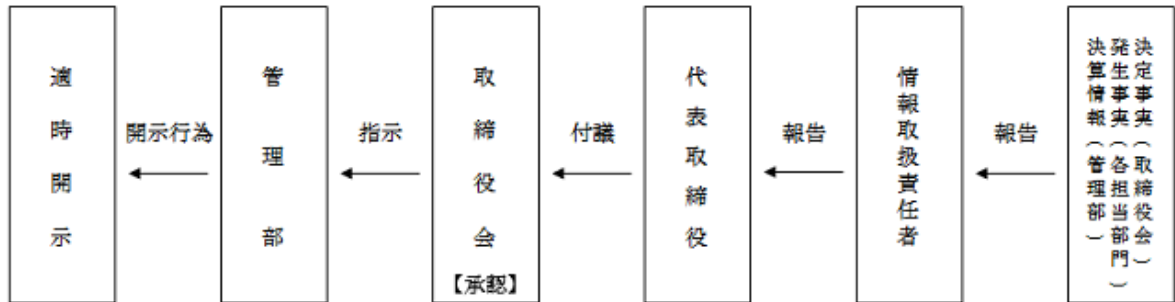 決定事実(取締役会)
発生事実(各担当部門)
決算情報(管理部)
報告
情報取扱責任者
報告
代表取締役
付議
取締役会
【承認】
指示
管理部
開示行為
適時開示